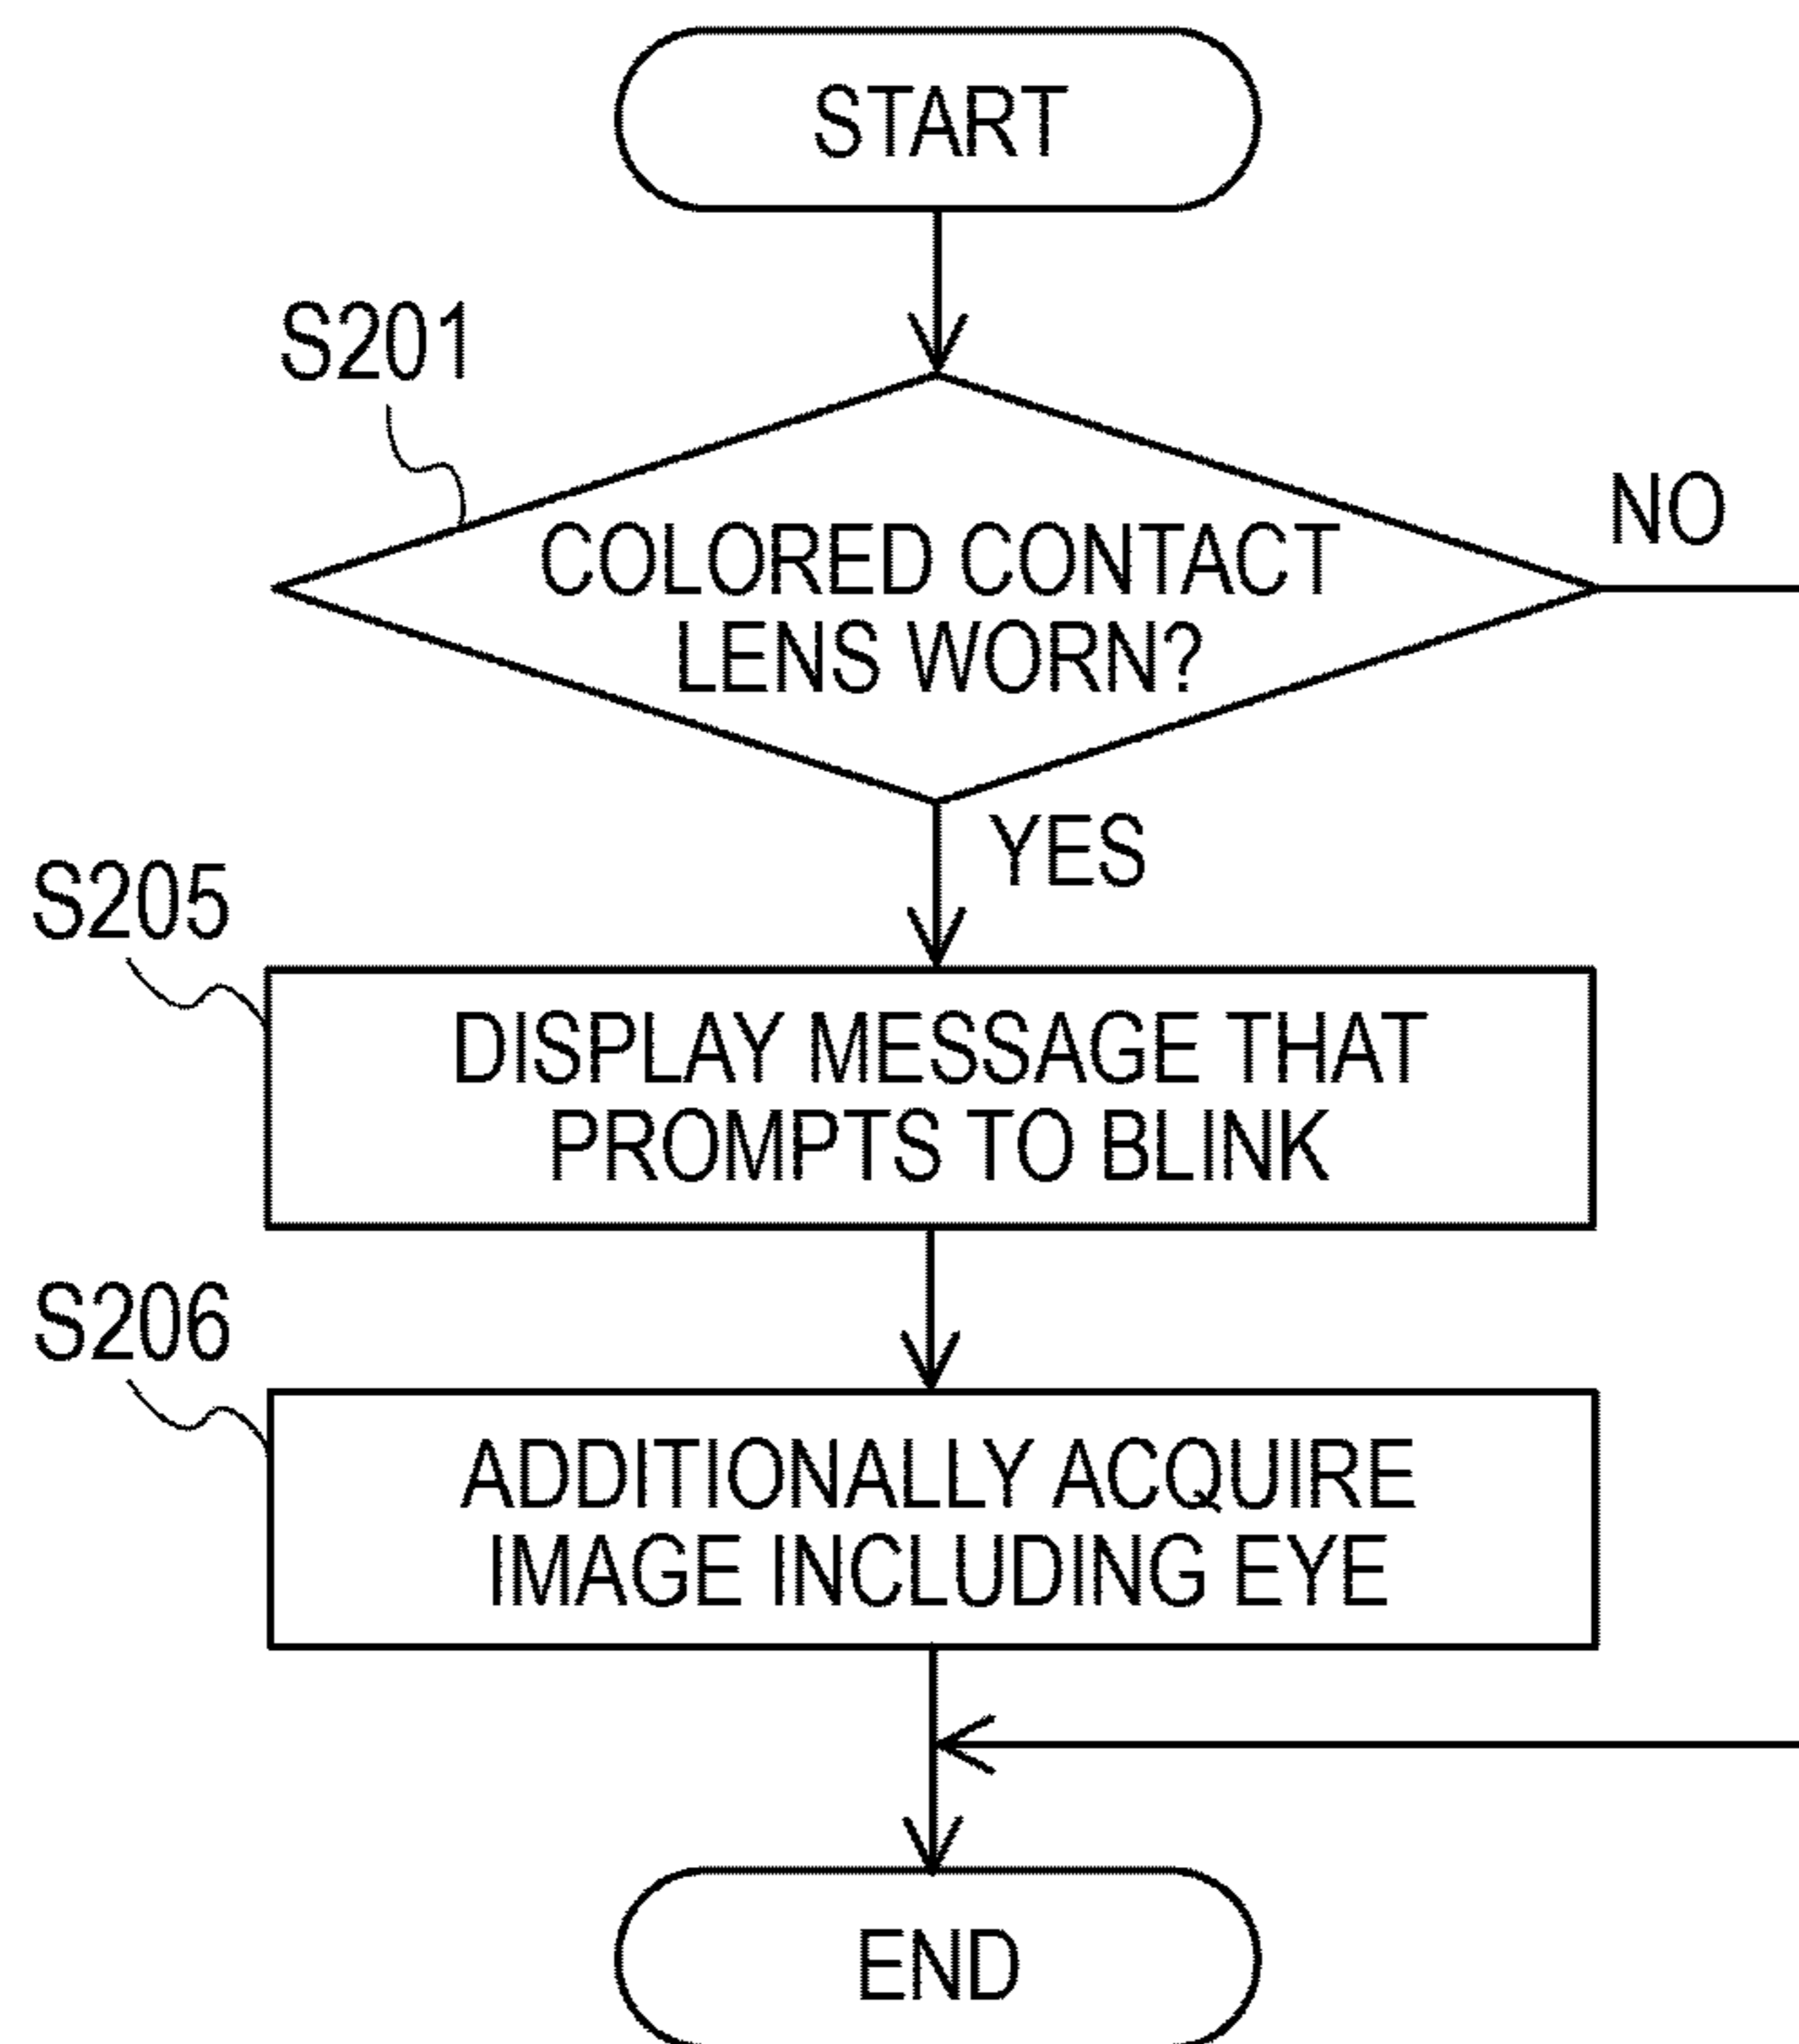 START
S201
COLORED CONTACT
LENS WORN?
NO
YES
S205
DISPLAY MESSAGE THAT
PROMPTS TO BLINK
S206
ADDITIONALLY ACQUIRE
IMAGE INCLUDING EYE
END